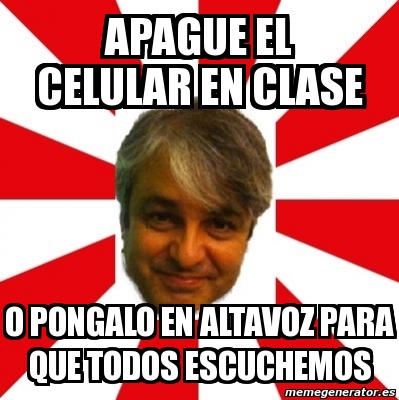 APAGUE EL
CELULAR EN CLASE
O PONGALO EN ALTAVOZ PARA
QUE TODOS ESCUCHEMOS
memegenerator.es